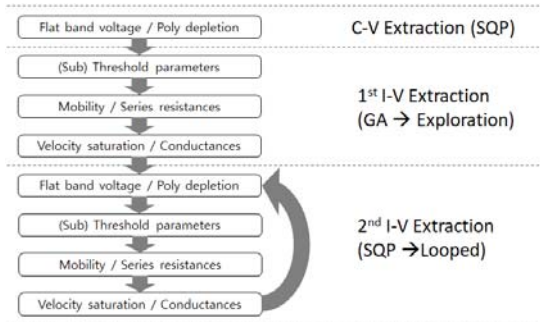 Flat band voltage / Poly depletion
C-V Extraction (SQP)
(Sub) Threshold parameters
Mobility / Series resistances
Velocity saturation / Conductances
1st I-V Extraction
(GA → Exploration)
Flat band voltage / Poly depletion
(Sub) Threshold parameters
Mobility / Series resistances
Velocity saturation / Conductances
2nd I-V Extraction
(SQP →Looped)